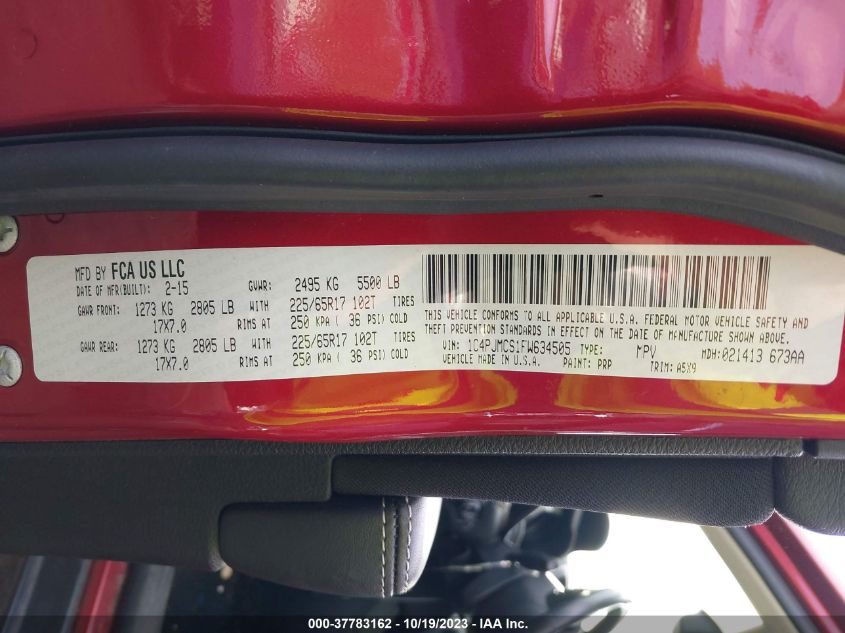 MFD BY FCA US LLC
DATE OF MFR(BUILT): 2-15 GVWR: 2495 KG 5500 LB
GAWR FRONT: 1273 KG 2805 LB WITH 225/65R17 102T TIRES
17X7.0 RIMS AT 250 KPA ( 36 PSI) COLD
GAWR REAR: 1273 KG 2805 LB WITH 225/65R17 102T TIRES
17X7.0 RIMS AT 250 KPA ( 36 PSI) COLD
THIS VEHICLE CONFORMS TO ALL APPLICABLE U.S.A. FEDERAL MOTOR VEHICLE SAFETY AND
THEFT PREVENTION STANDARDS IN EFFECT ON THE DATE OF MANUFACTURE SHOWN ABOVE.
VIN: 1C4PJMCS1FW634505 TYPE: MPV MDH:021413 673AA
VEHICLE MADE IN U.S.A. PAINT: PRP TRIM: A5X9
000-37783162 - 10/19/2023 - IAA Inc.